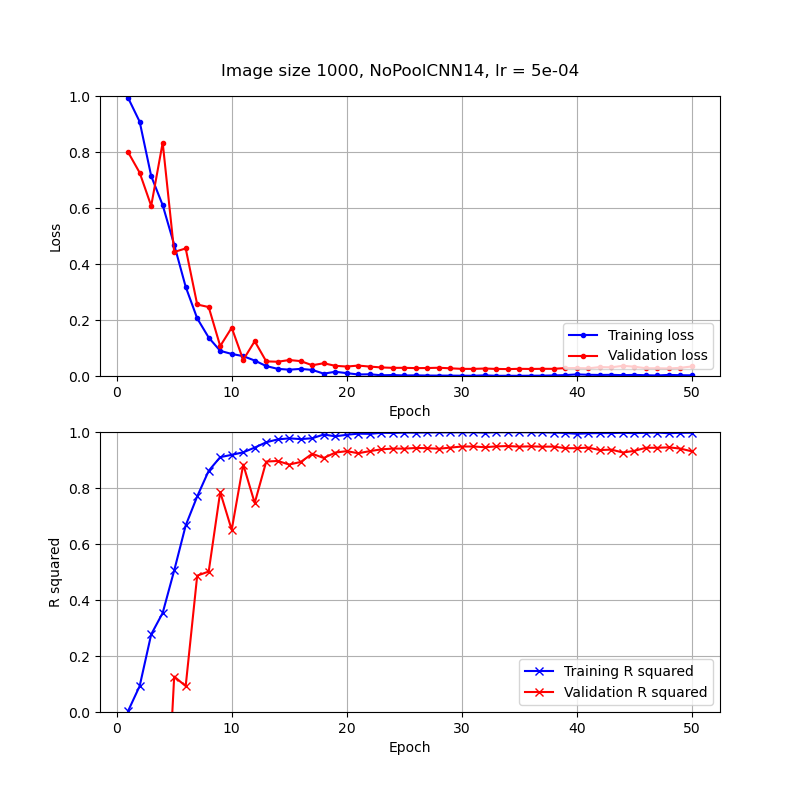 Image size 1000, NoPoolCNN14, lr = 5e-04
1.0
0.8
0.6
0.4
0.2
0.0
Loss
0 10 20 30 40 50
Epoch
Training loss
Validation loss
1.0
0.8
0.6
0.4
0.2
0.0
R squared
0 10 20 30 40 50
Epoch
Training R squared
Validation R squared